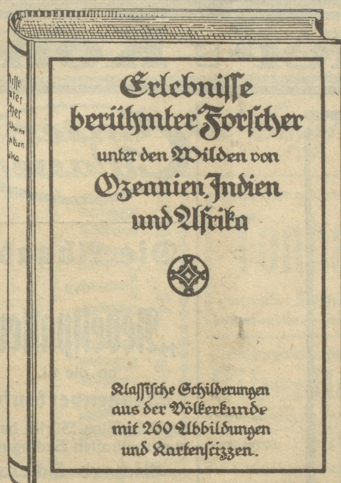 Erlebnisse
berühmter Forscher
unter den Wilden von
Ozeanien, Indien
und Afrika
Klassische Schilderungen
aus der Völkerkunde
mit 260 Abbildungen
und Kartenscizzen.